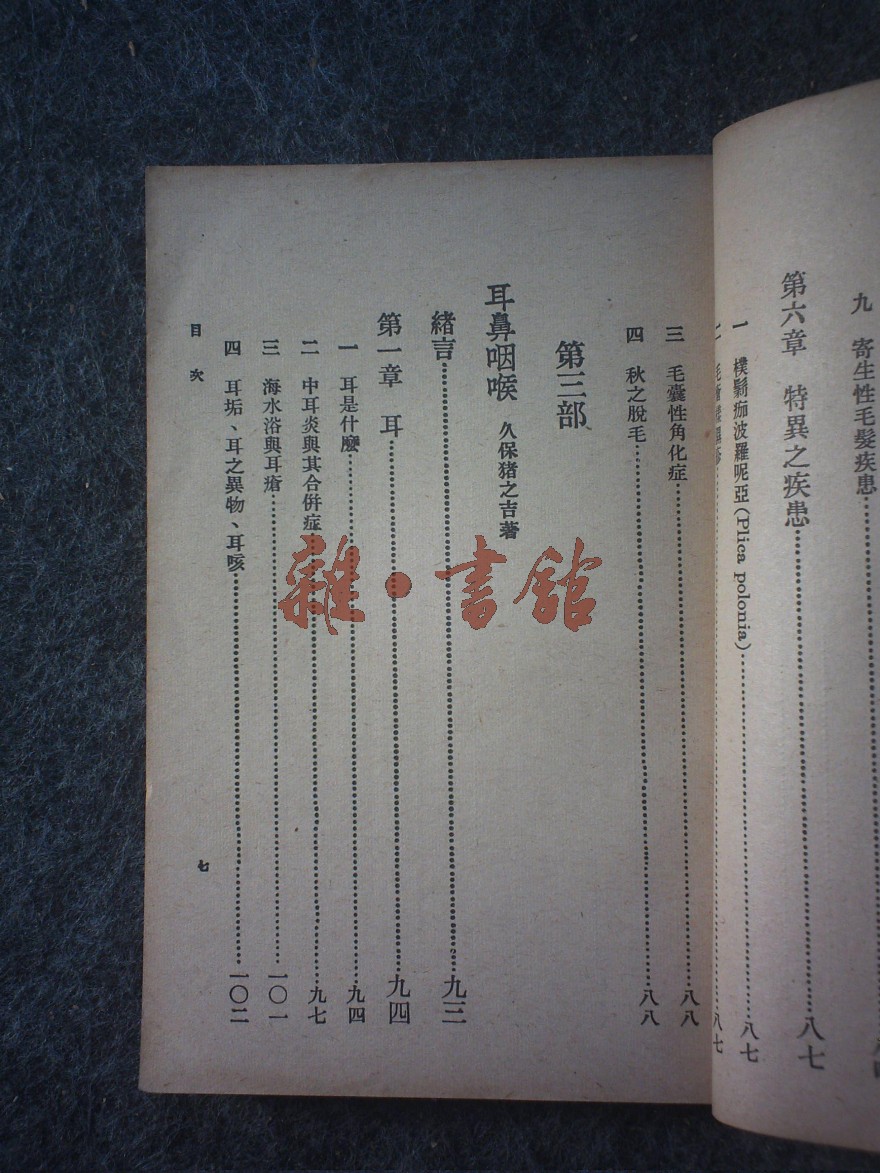 九 寄生性毛髮疾患
第六章 特異之疾患……八七
一 樸鬍痂波羅呢亞(Plica polonia)……八七
三 毛囊性角化症……八八
四 秋之脫毛……八八
第三部
耳鼻咽喉 久保猪之吉著
緒言……九三
第一章 耳……九四
一 耳是什麼……九四
二 中耳炎與其合併症……九七
三 海水浴與耳瘡……一〇一
四 耳垢、耳之異物、耳咳……一〇二
目次
七
雜·書館